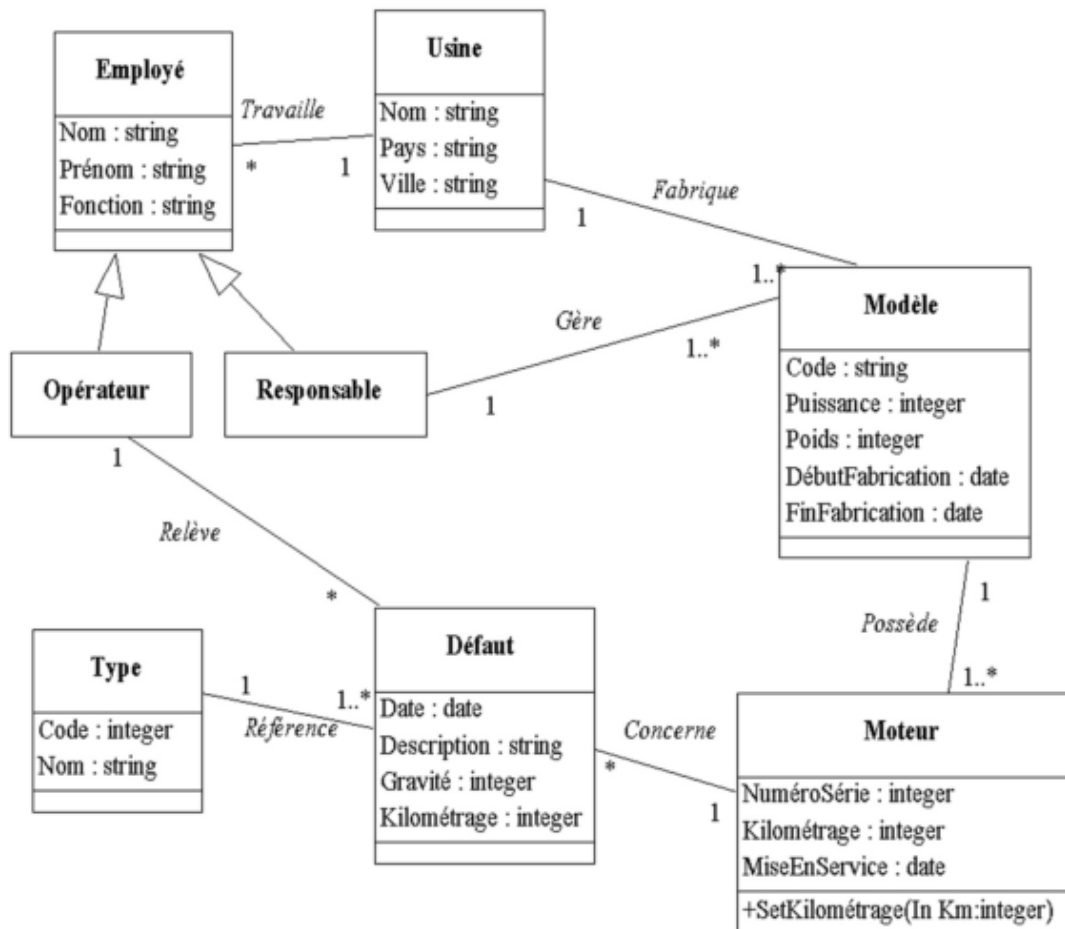 Employé
Nom : string
Prénom : string
Fonction : string
Travaille
*
1
Usine
Nom : string
Pays : string
Ville : string
Fabrique
1
1..*
Opérateur
Responsable
Gère
1
1..*
Modèle
Code : string
Puissance : integer
Poids : integer
DébutFabrication : date
FinFabrication : date
1
Relève
*
Possède
1
1..*
Type
Code : integer
Nom : string
1
Référence
1..*
Défaut
Date : date
Description : string
Gravité : integer
Kilométrage : integer
Concerne
*
1
Moteur
NuméroSérie : integer
Kilométrage : integer
MiseEnService : date
+SetKilométrage(In Km:integer)